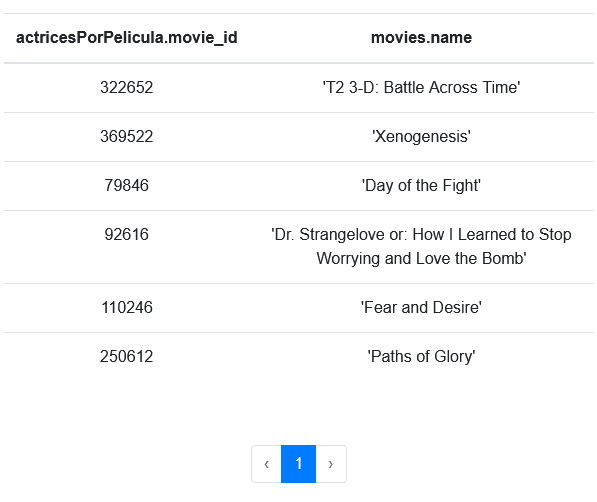 actricesPorPelicula.movie_id movies.name
322652 'T2 3-D: Battle Across Time'
369522 'Xenogenesis'
79846 'Day of the Fight'
92616 'Dr. Strangelove or: How I Learned to Stop
Worrying and Love the Bomb'
110246 'Fear and Desire'
250612 'Paths of Glory'
‹ 1 ›